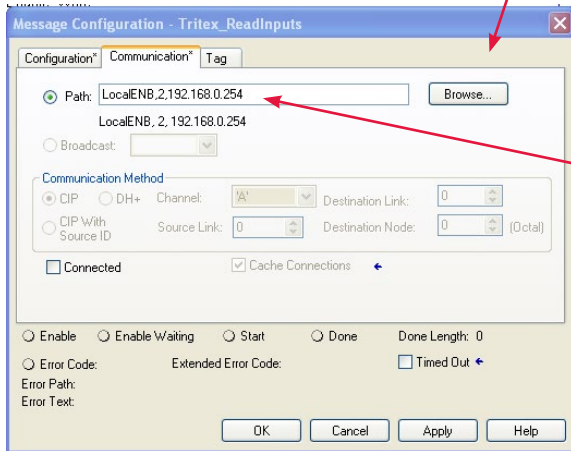 Message Configuration - Tritex_ReadInputs
Configuration* Communication* Tag
Path: LocalENB,2,192.168.0.254 Browse...
LocalENB, 2, 192.168.0.254
Broadcast:
Communication Method
CIP DH+ Channel: 'A' Destination Link: 0
CIP With Source ID Source Link: 0 Destination Node: 0 (Octal)
Connected Cache Connections
Enable Enable Waiting Start Done Done Length: 0
Error Code: Extended Error Code: Timed Out
Error Path:
Error Text:
OK Cancel Apply Help